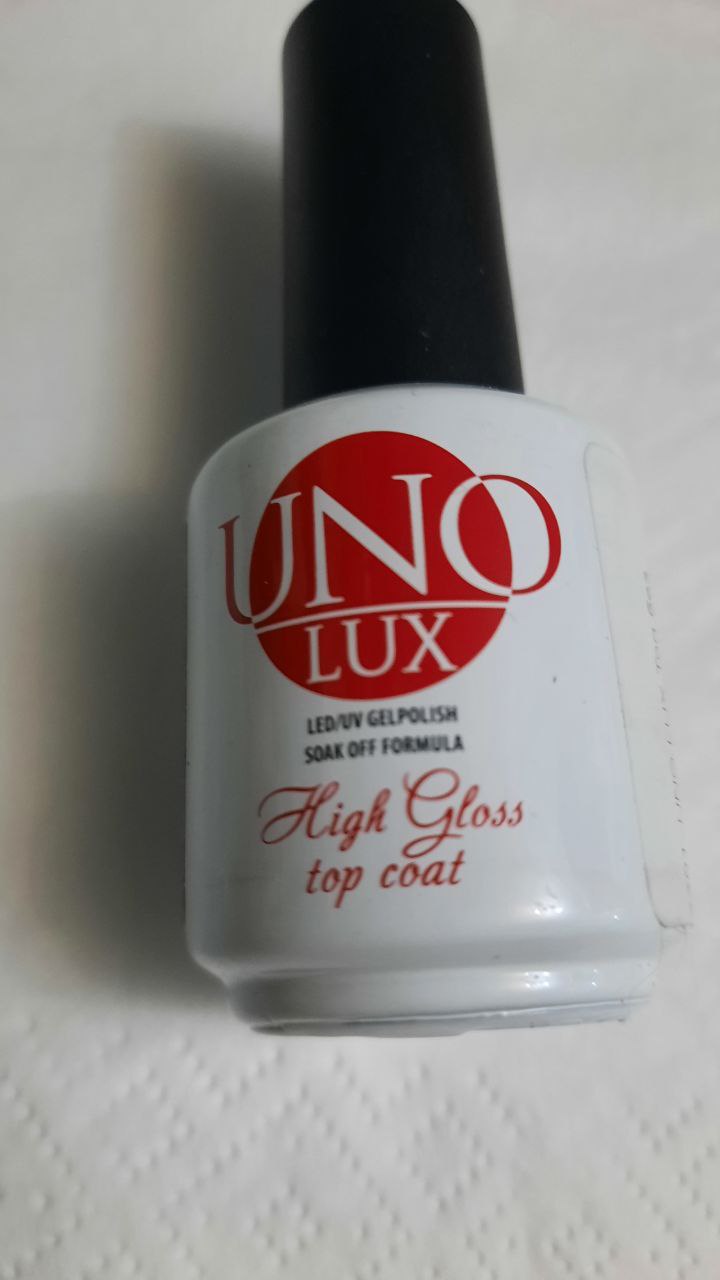 UNO
LUX
LED/UV GELPOLISH
SOAK OFF FORMULA
High Gloss
top coat